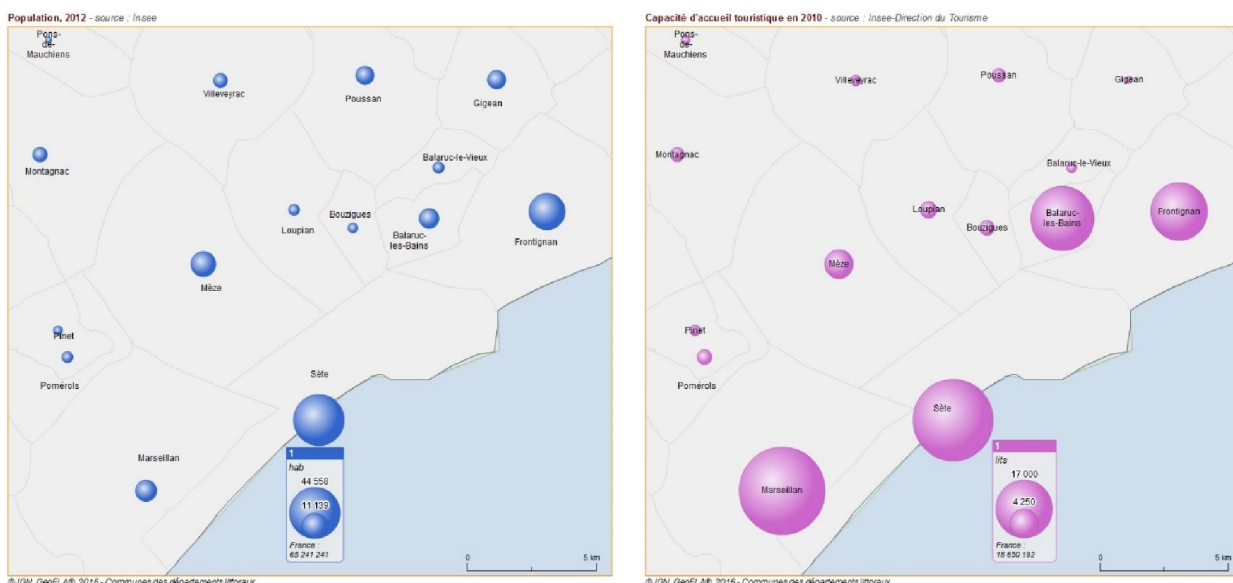 Population, 2012 - source : Insee
Pons-
de-
Mauchiens
Villeveyrac
Poussan
Gigean
Montagnac
Balaruc-le-Vieux
Loupian
Bouzigues
Balaruc-
les-Bains
Frontignan
Mèze
Pinet
Pomérols
Sète
Marseillan
1
hab
44 558
11 139
France :
65 241 241
0
5 km
© IGN, GeoFLA®, 2016 - Communes des départements littoraux
Capacité d'accueil touristique en 2010 - source : Insee-Direction du Tourisme
Pons-
de-
Mauchiens
Villeveyrac
Poussan
Gigean
Montagnac
Balaruc-le-Vieux
Loupian
Bouzigues
Balaruc-
les-Bains
Frontignan
Mèze
Pinet
Pomérols
Sète
Marseillan
1
lits
17 000
4 250
France :
0
5 km
© IGN, GeoFLA®, 2016 - Communes des départements littoraux